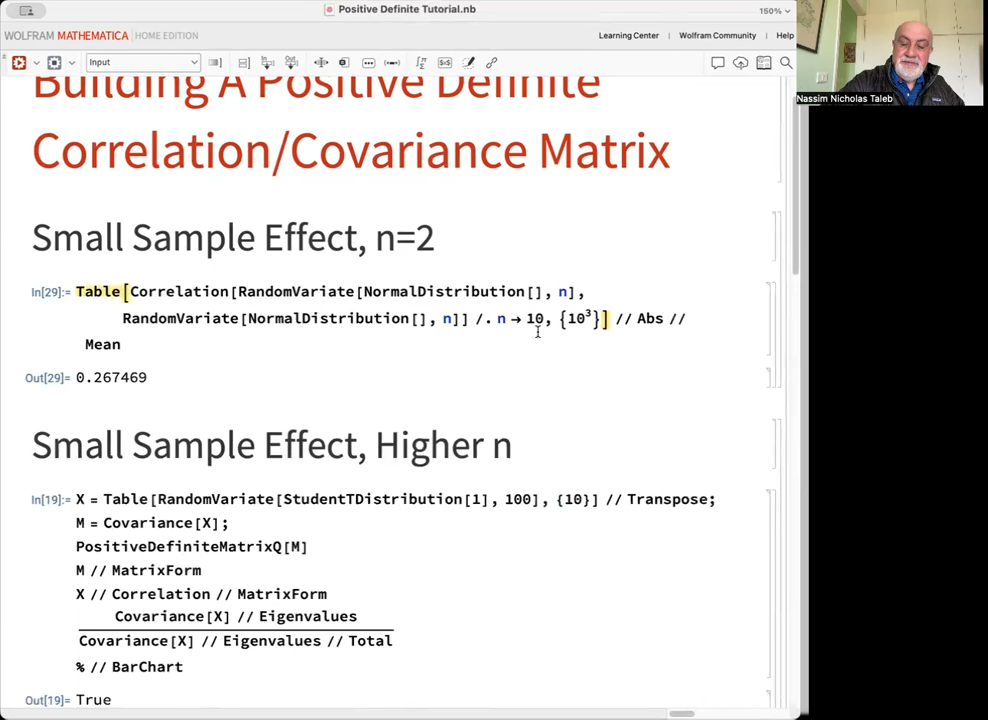 Positive Definite Tutorial.nb
150%
WOLFRAM MATHEMATICA | HOME EDITION
Learning Center | Wolfram Community | Help
Input
Nassim Nicholas Taleb
Building A Positive Definite
Correlation/Covariance Matrix
Small Sample Effect, n=2
In[29]:= Table[Correlation[RandomVariate[NormalDistribution[], n],
RandomVariate[NormalDistribution[], n]] /. n → 10, {10³}] // Abs //
Mean
Out[29]= 0.267469
Small Sample Effect, Higher n
In[19]:= X = Table[RandomVariate[StudentTDistribution[1], 100], {10}] // Transpose;
M = Covariance[X];
PositiveDefiniteMatrixQ[M]
M // MatrixForm
X // Correlation // MatrixForm
Covariance[X] // Eigenvalues
Covariance[X] // Eigenvalues // Total
% // BarChart
Out[19]= True